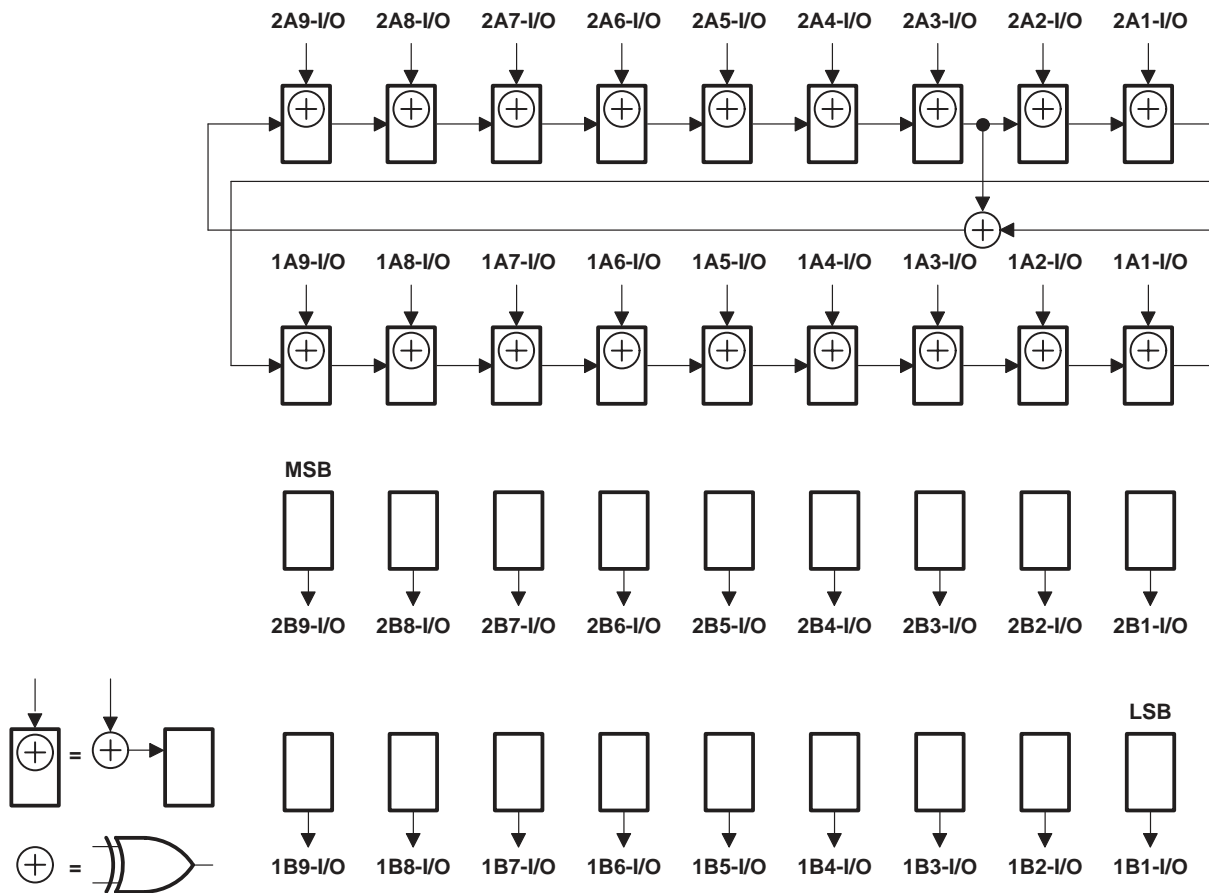 2A9-I/O 2A8-I/O 2A7-I/O 2A6-I/O 2A5-I/O 2A4-I/O 2A3-I/O 2A2-I/O 2A1-I/O
1A9-I/O 1A8-I/O 1A7-I/O 1A6-I/O 1A5-I/O 1A4-I/O 1A3-I/O 1A2-I/O 1A1-I/O
MSB
2B9-I/O 2B8-I/O 2B7-I/O 2B6-I/O 2B5-I/O 2B4-I/O 2B3-I/O 2B2-I/O 2B1-I/O
LSB
=
1B9-I/O 1B8-I/O 1B7-I/O 1B6-I/O 1B5-I/O 1B4-I/O 1B3-I/O 1B2-I/O 1B1-I/O
=